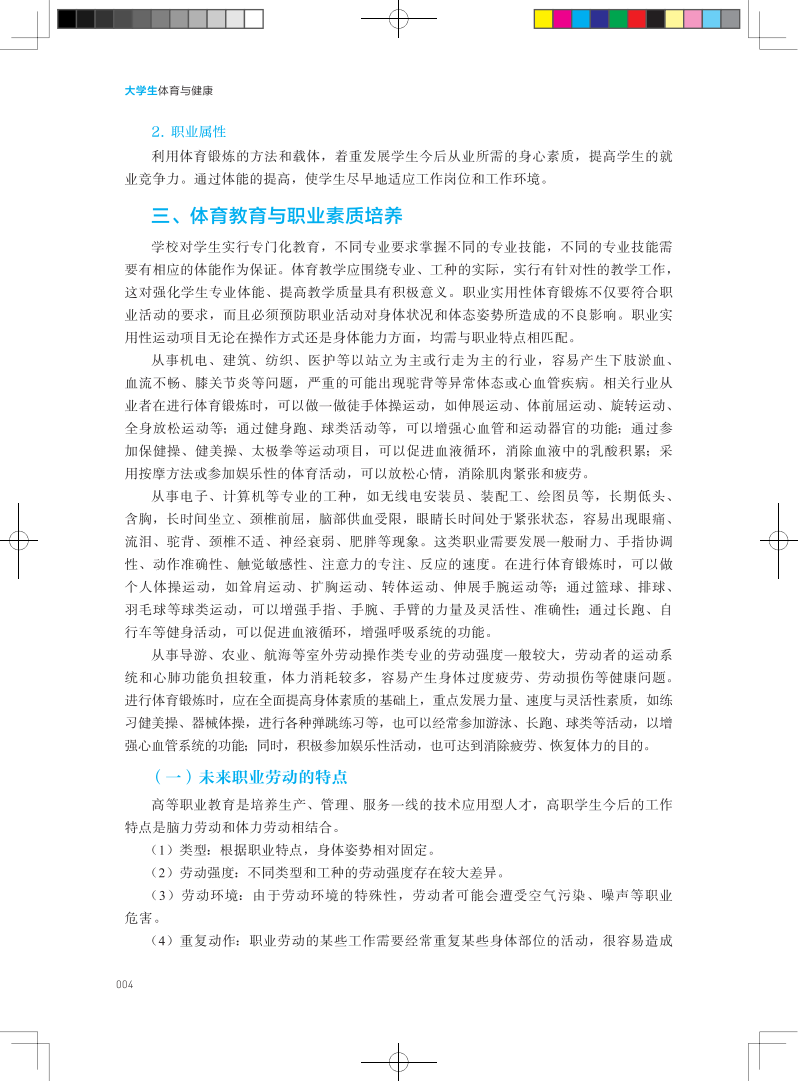 大学生体育与健康
2. 职业属性
利用体育锻炼的方法和载体，着重发展学生今后从业所需的身心素质，提高学生的就
业竞争力。通过体能的提高，使学生尽早地适应工作岗位和工作环境。
三、体育教育与职业素质培养
学校对学生实行专门化教育，不同专业要求掌握不同的专业技能，不同的专业技能需
要有相应的体能作为保证。体育教学应围绕专业、工种的实际，实行有针对性的教学工作，
这对强化学生专业体能、提高教学质量具有积极意义。职业实用性体育锻炼不仅要符合职
业活动的要求，而且必须预防职业活动对身体状况和体态姿势所造成的不良影响。职业实
用性运动项目无论在操作方式还是身体能力方面，均需与职业特点相匹配。
从事机电、建筑、纺织、医护等以站立为主或行走为主的行业，容易产生下肢淤血、
血流不畅、膝关节炎等问题，严重的可能出现驼背等异常体态或心血管疾病。相关行业从
业者在进行体育锻炼时，可以做一做徒手体操运动，如伸展运动、体前屈运动、旋转运动、
全身放松运动等；通过健身跑、球类活动等，可以增强心血管和运动器官的功能；通过参
加保健操、健美操、太极拳等运动项目，可以促进血液循环，消除血液中的乳酸积累；采
用按摩方法或参加娱乐性的体育活动，可以放松心情，消除肌肉紧张和疲劳。
从事电子、计算机等专业的工种，如无线电安装员、装配工、绘图员等，长期低头、
含胸，长时间坐立、颈椎前屈，脑部供血受限，眼睛长时间处于紧张状态，容易出现眼痛、
流泪、驼背、颈椎不适、神经衰弱、肥胖等现象。这类职业需要发展一般耐力、手指协调
性、动作准确性、触觉敏感性、注意力的专注、反应的速度。在进行体育锻炼时，可以做
个人体操运动，如耸肩运动、扩胸运动、转体运动、伸展手腕运动等；通过篮球、排球、
羽毛球等球类运动，可以增强手指、手腕、手臂的力量及灵活性、准确性；通过长跑、自
行车等健身活动，可以促进血液循环，增强呼吸系统的功能。
从事导游、农业、航海等室外劳动操作类专业的劳动强度一般较大，劳动者的运动系
统和心肺功能负担较重，体力消耗较多，容易产生身体过度疲劳、劳动损伤等健康问题。
进行体育锻炼时，应在全面提高身体素质的基础上，重点发展力量、速度与灵活性素质，如练
习健美操、器械体操，进行各种弹跳练习等，也可以经常参加游泳、长跑、球类等活动，以增
强心血管系统的功能；同时，积极参加娱乐性活动，也可达到消除疲劳、恢复体力的目的。
（一）未来职业劳动的特点
高等职业教育是培养生产、管理、服务一线的技术应用型人才，高职学生今后的工作
特点是脑力劳动和体力劳动相结合。
（1）类型：根据职业特点，身体姿势相对固定。
（2）劳动强度：不同类型和工种的劳动强度存在较大差异。
（3）劳动环境：由于劳动环境的特殊性，劳动者可能会遭受空气污染、噪声等职业
危害。
（4）重复动作：职业劳动的某些工作需要经常重复某些身体部位的活动，很容易造成
004